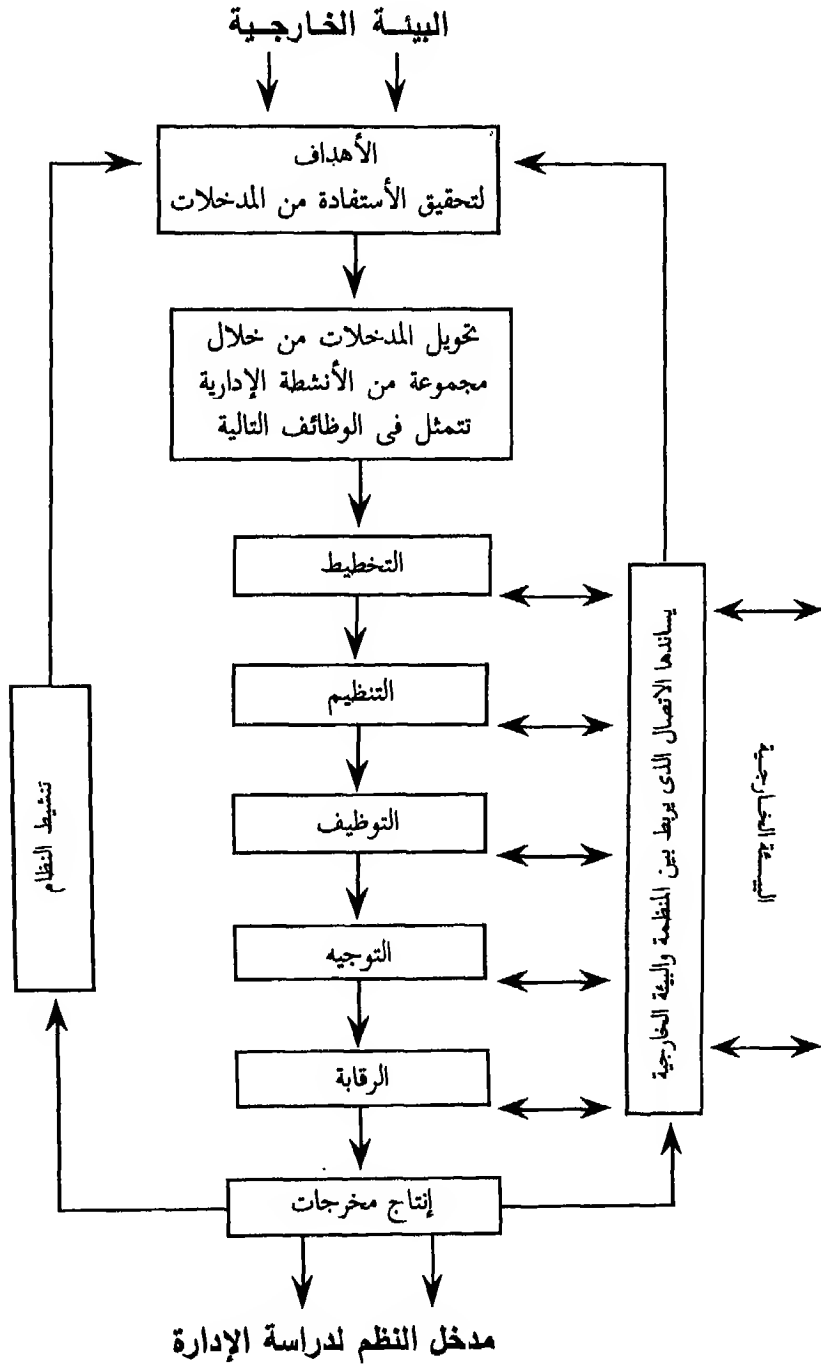 البيئة الخارجية
الأهداف
لتحقيق الأستفادة من المدخلات
تحويل المدخلات من خلال
مجموعة من الأنشطة الإدارية
تتمثل فى الوظائف التالية
التخطيط
التنظيم
التوظيف
التوجيه
الرقابة
إنتاج مخرجات
يساندها الاتصال الذى يربط بين المنظمة والبيئة الخارجية
البيئة الخارجية
تنشيط النظام
مدخل النظم لدراسة الإدارة